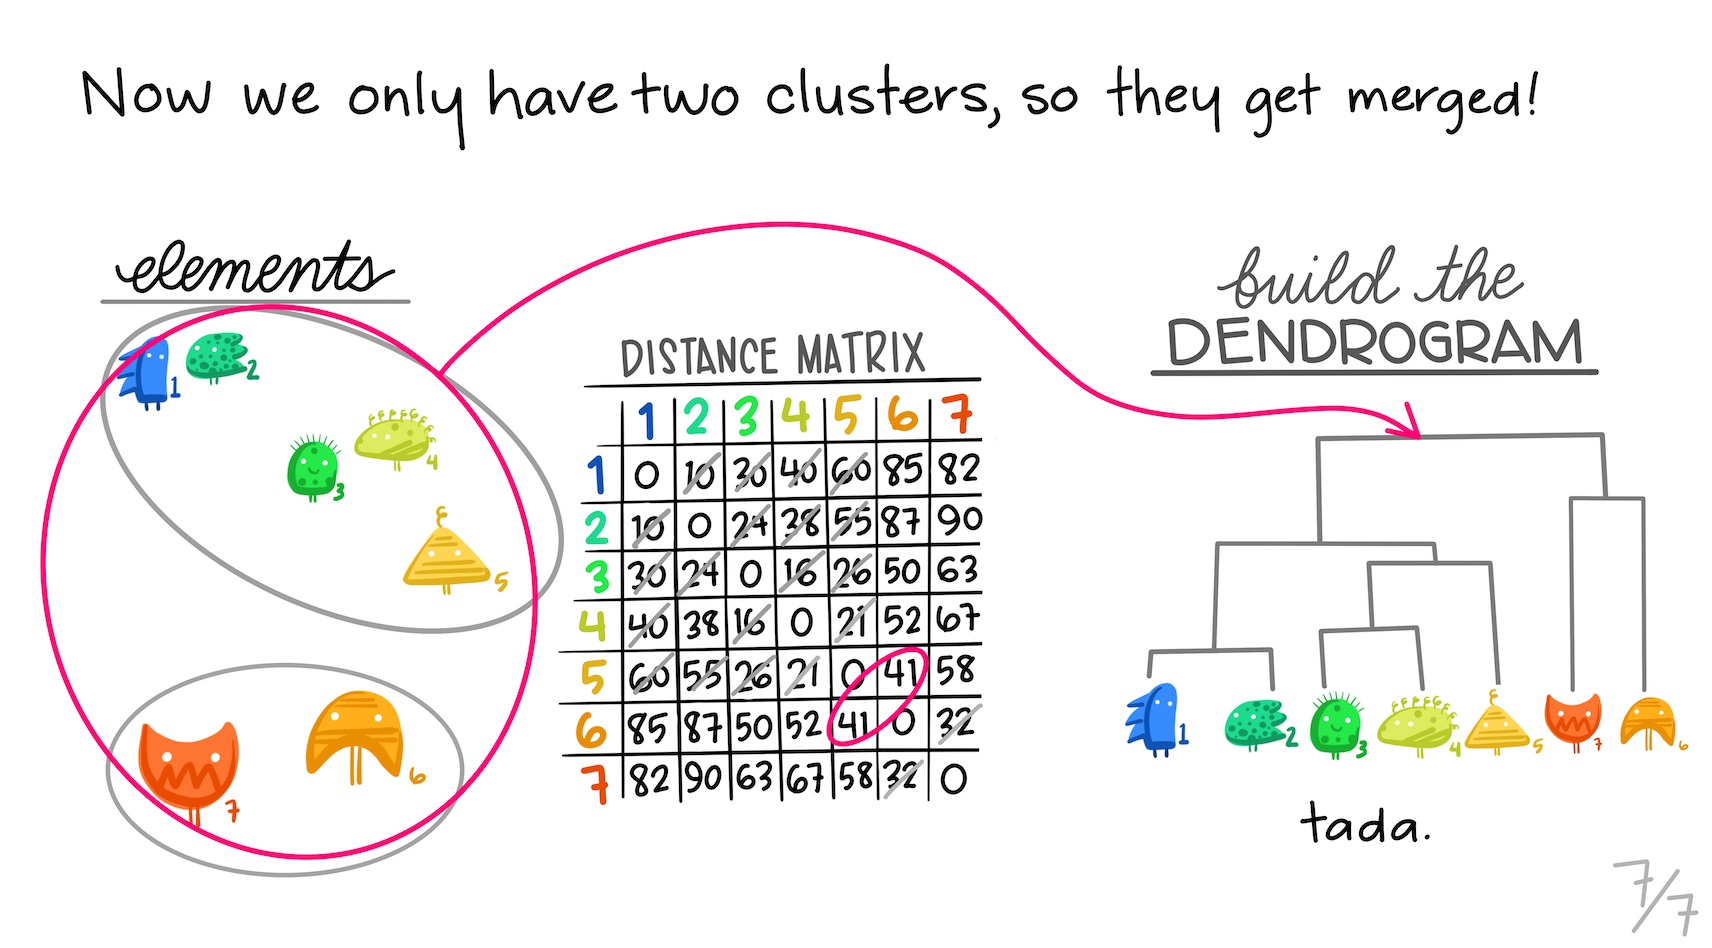 Now we only have two clusters, so they get merged!
elements
1
2
3
4
5
6
7
DISTANCE MATRIX
1 2 3 4 5 6 7
1 0 10 30 40 60 85 82
2 10 0 24 38 55 87 90
3 30 24 0 16 26 50 63
4 40 38 16 0 21 52 67
5 60 55 26 21 0 41 58
6 85 87 50 52 41 0 32
7 82 90 63 67 58 32 0
build the
DENDROGRAM
1 2 3 4 5 7 6
tada.
7/7